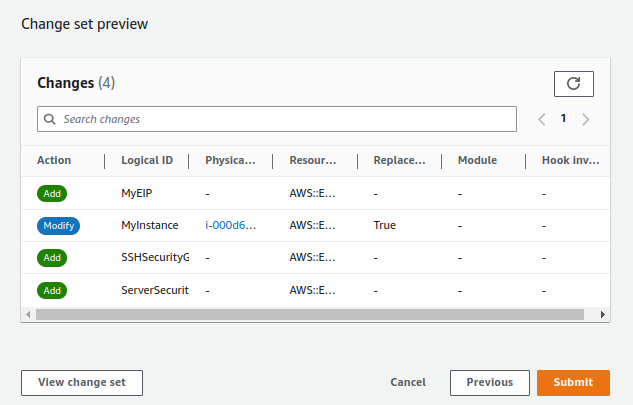 Change set preview
Changes (4)
Search changes
1
Action Logical ID Physica... Resour... Replace... Module Hook inv...
Add MyEIP - AWS::E... - - -
Modify MyInstance i-000d6... AWS::E... True - -
Add SSHSecurityG - AWS::E... - - -
Add ServerSecurit - AWS::E... - - -
View change set Cancel Previous Submit